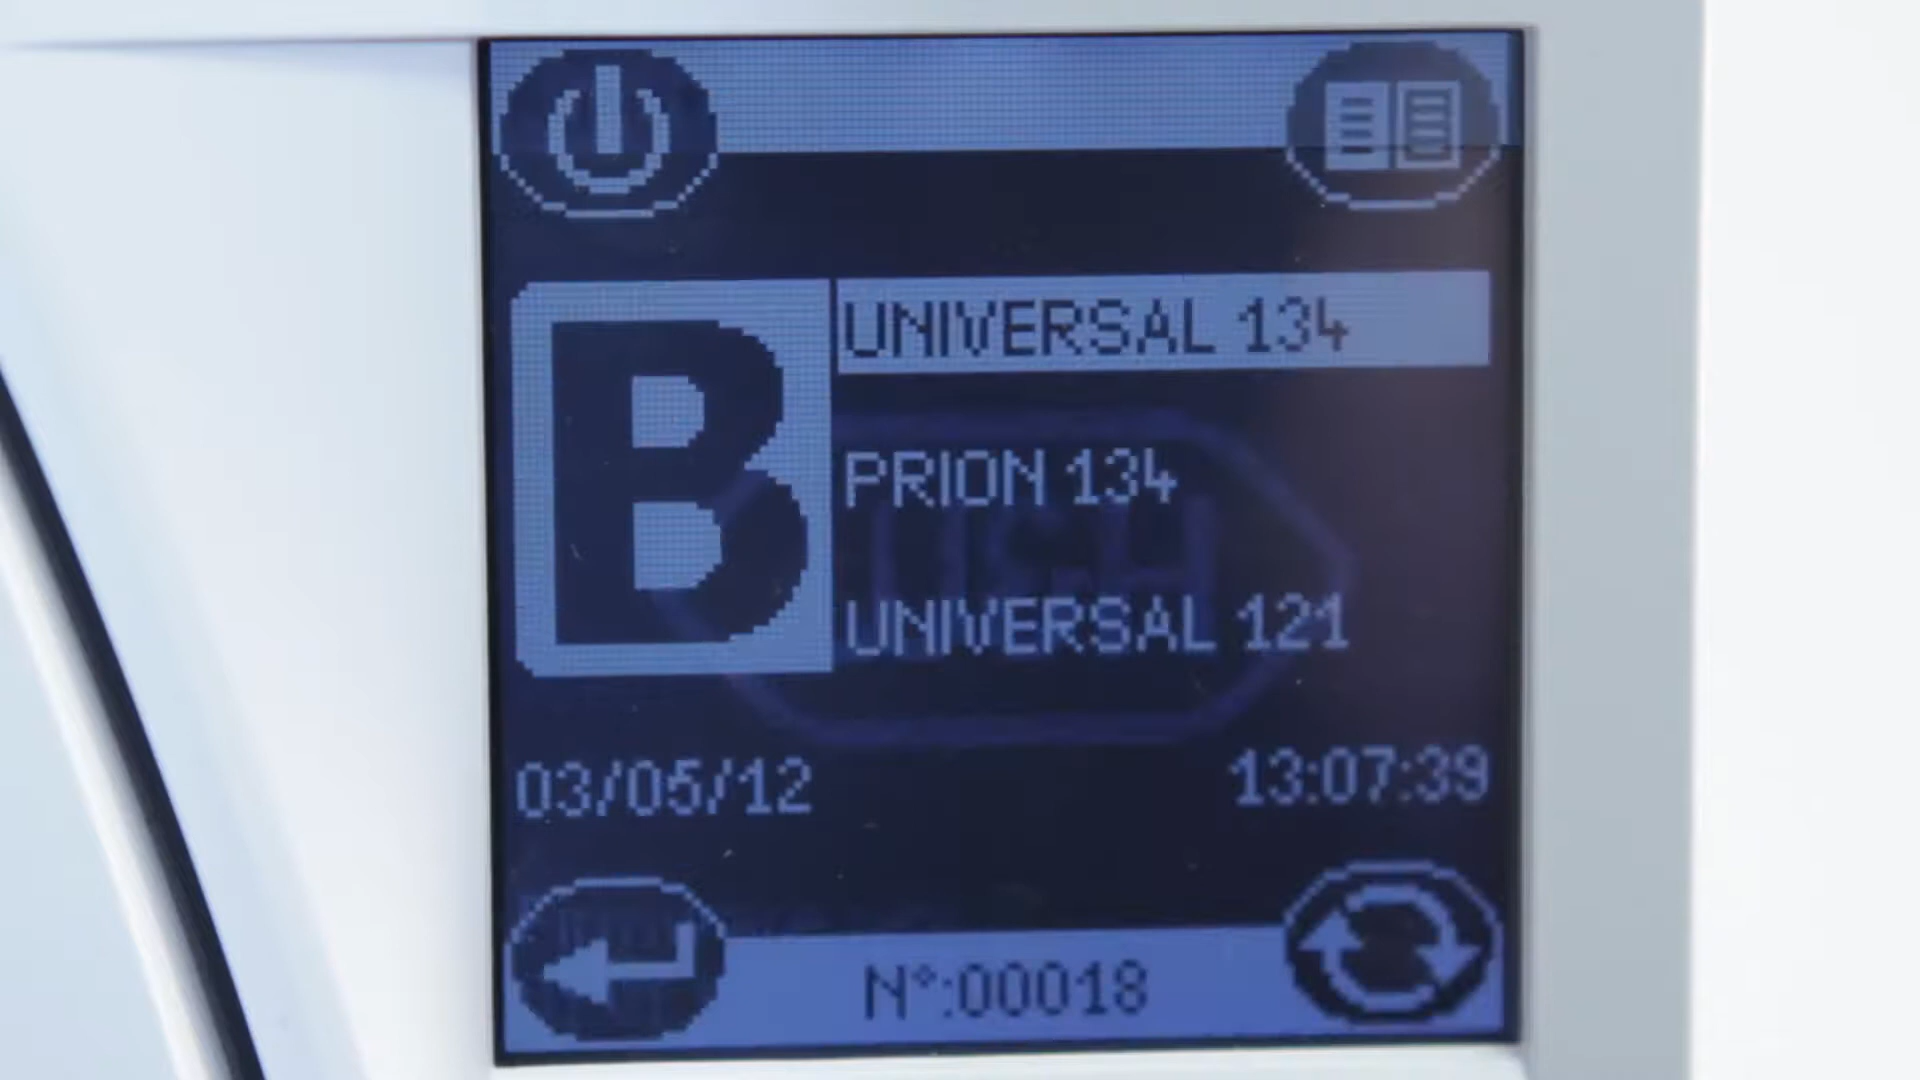 B
UNIVERSAL 134
PRION 134
UNIVERSAL 121
03/05/12 13:07:39
N°:00018